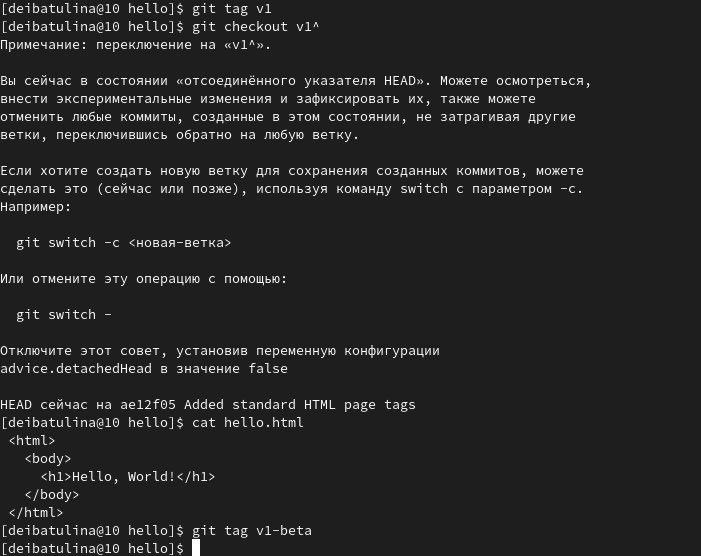 [deibatulina@10 hello]$ git tag v1
[deibatulina@10 hello]$ git checkout v1^
Примечание: переключение на «v1^».

Вы сейчас в состоянии «отсоединённого указателя HEAD». Можете осмотреться,
внести экспериментальные изменения и зафиксировать их, также можете
отменить любые коммиты, созданные в этом состоянии, не затрагивая другие
ветки, переключившись обратно на любую ветку.

Если хотите создать новую ветку для сохранения созданных коммитов, можете
сделать это (сейчас или позже), используя команду switch с параметром -c.
Например:

  git switch -c <новая-ветка>

Или отмените эту операцию с помощью:

  git switch -

Отключите этот совет, установив переменную конфигурации
advice.detachedHead в значение false

HEAD сейчас на ae12f05 Added standard HTML page tags
[deibatulina@10 hello]$ cat hello.html
 <html>
   <body>
     <h1>Hello, World!</h1>
   </body>
 </html>
[deibatulina@10 hello]$ git tag v1-beta
[deibatulina@10 hello]$